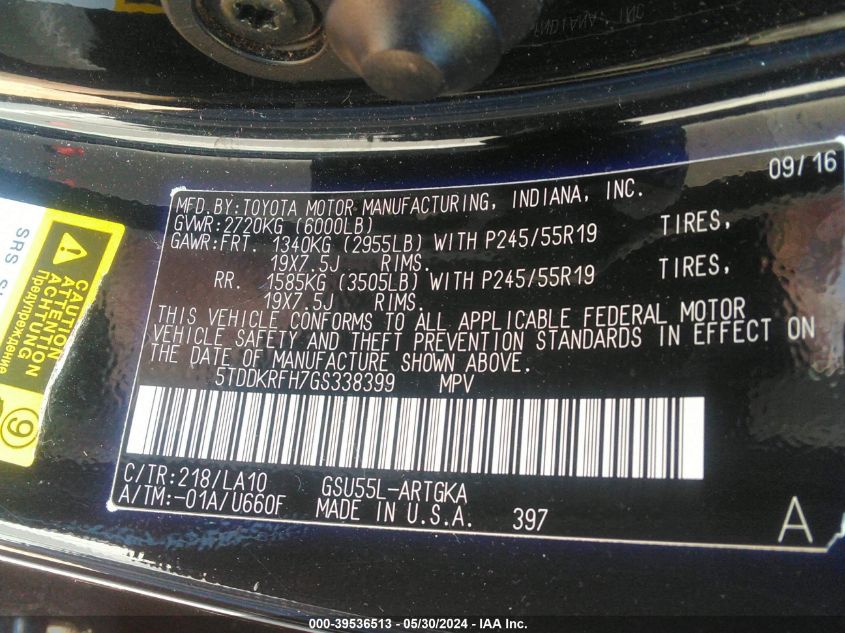 09/16
MFD.BY:TOYOTA MOTOR MANUFACTURING, INDIANA, INC.
GVWR:2720KG (6000LB)
GAWR:FRT. 1340KG (2955LB) WITH P245/55R19 TIRES,
19X7.5J RIMS.
RR. 1585KG (3505LB) WITH P245/55R19 TIRES,
19X7.5J RIMS.
THIS VEHICLE CONFORMS TO ALL APPLICABLE FEDERAL MOTOR
VEHICLE SAFETY AND THEFT PREVENTION STANDARDS IN EFFECT ON
THE DATE OF MANUFACTURE SHOWN ABOVE.
5TDDKRFH7GS338399 MPV
C/TR:218/LA10 GSU55L-ARTGKA
A/TM:-01A/U660F MADE IN U.S.A. 397
A
SRS
CAUTION
ATTENTION
ACHTUNG
Предупреждение
000-39536513 - 05/30/2024 - IAA Inc.